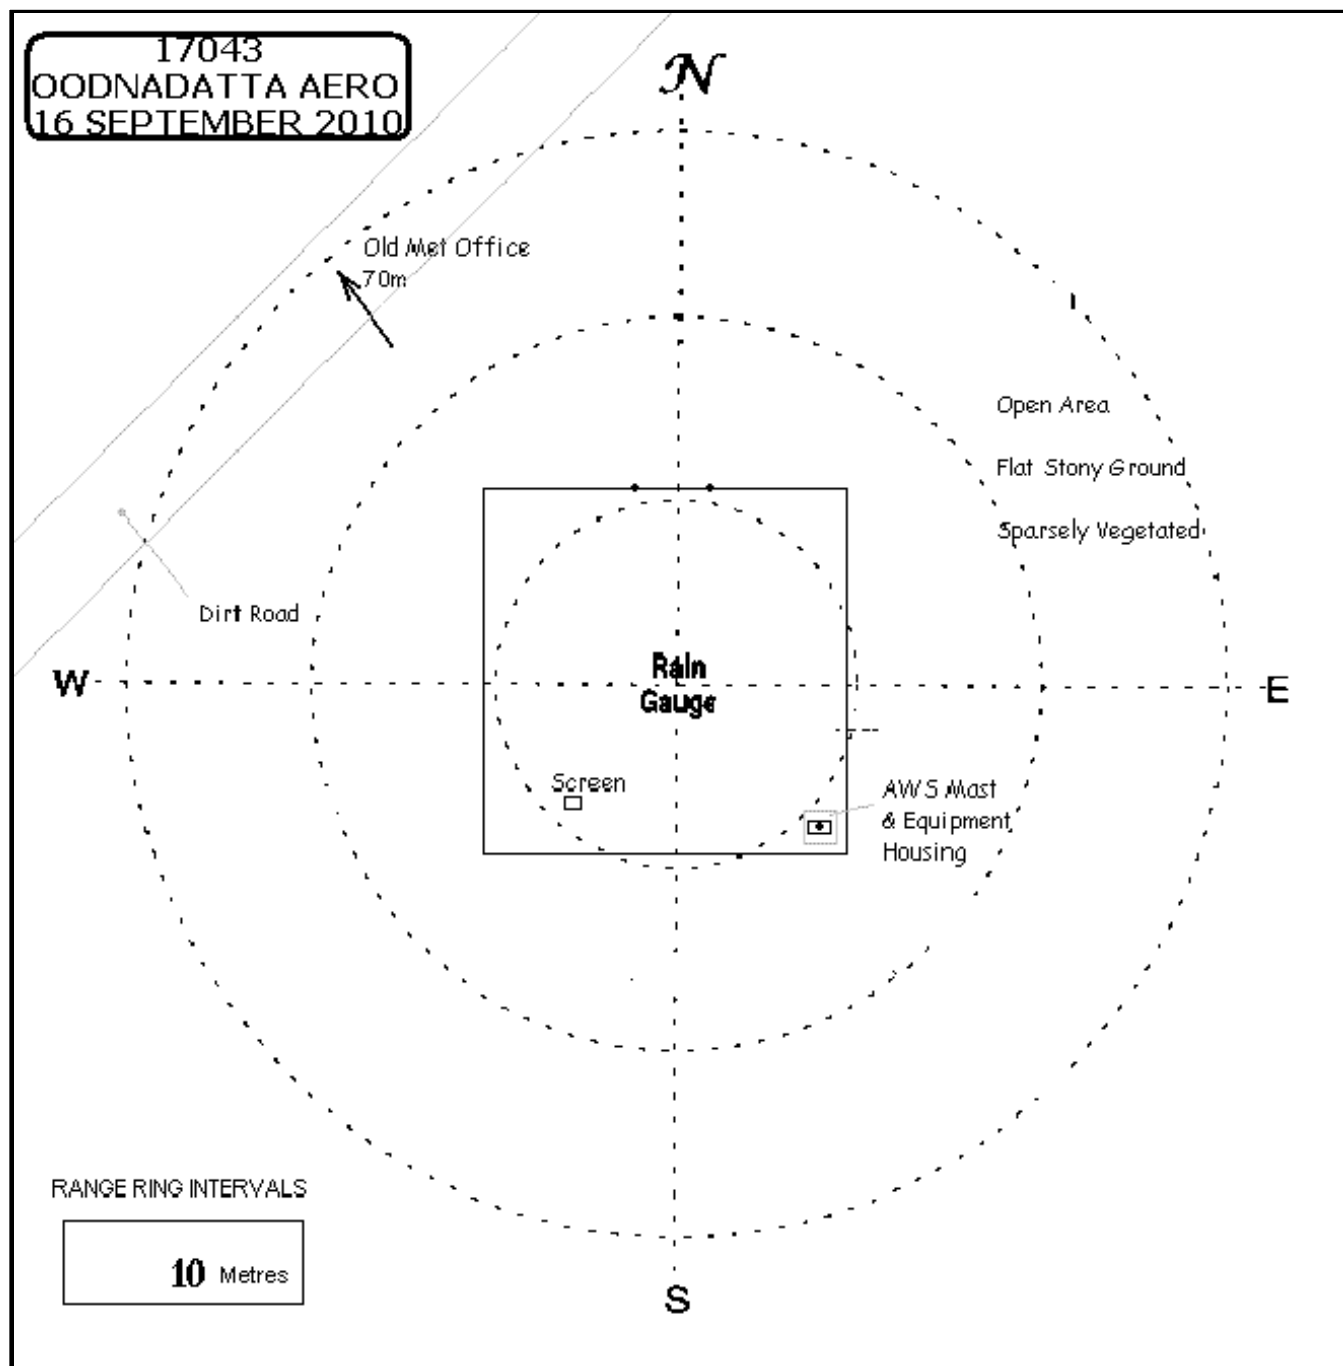 17043
OODNADATTA AERO
16 SEPTEMBER 2010
N
Old Met Office
70m
Open Area
Flat Stony Ground
Sparsely Vegetated
Dirt Road
W
Rain
Gauge
E
Screen
AWS Mast
& Equipment
Housing
RANGE RING INTERVALS
10 Metres
S